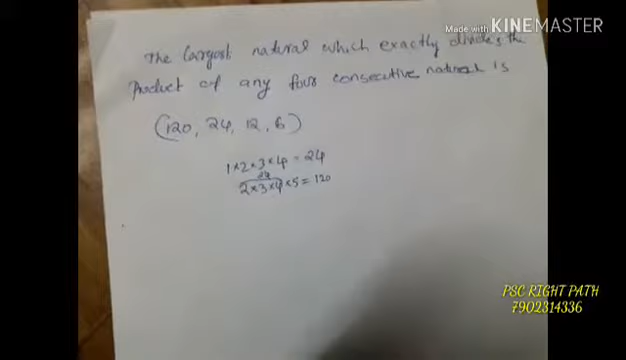 Made with KINEMASTER
The largest natural which exactly divides the
Product of any four consecutive natural is
(120, 24, 12, 6)
1×2×3×4 = 24
24
2×3×4×5 = 120
PSC RIGHT PATH
7902314336